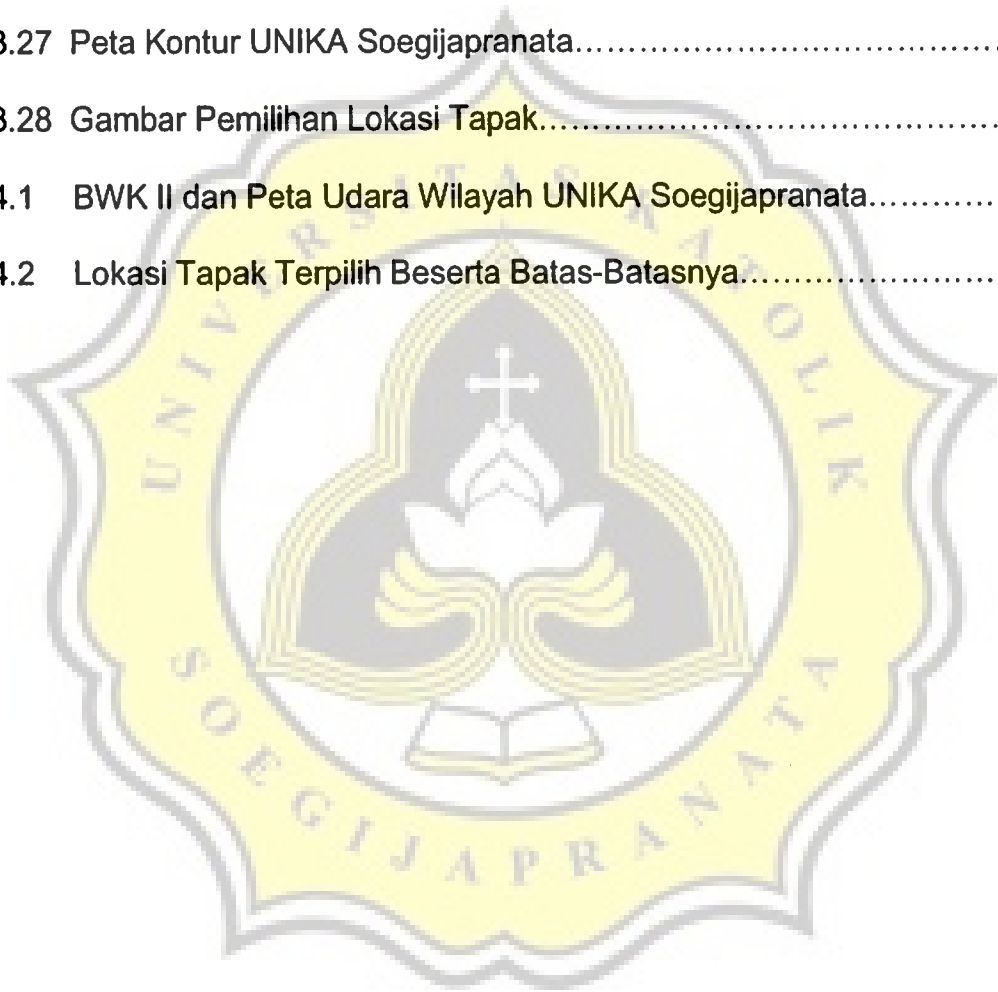 3.27 Peta Kontur UNIKA Soegijapranata......................................
3.28 Gambar Pemilihan Lokasi Tapak.........................................
4.1 BWK II dan Peta Udara Wilayah UNIKA Soegijapranata............
4.2 Lokasi Tapak Terpilih Beserta Batas-Batasnya........................
UNIVERSITAS KATOLIK
SOEGIJAPRANATA